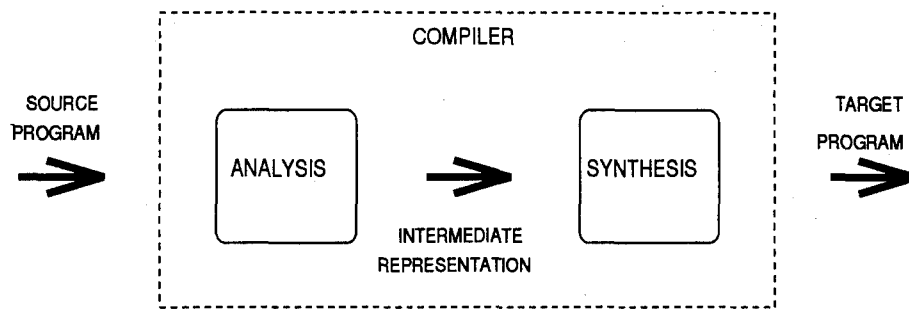 COMPILER
SOURCE
PROGRAM
ANALYSIS
INTERMEDIATE
REPRESENTATION
SYNTHESIS
TARGET
PROGRAM